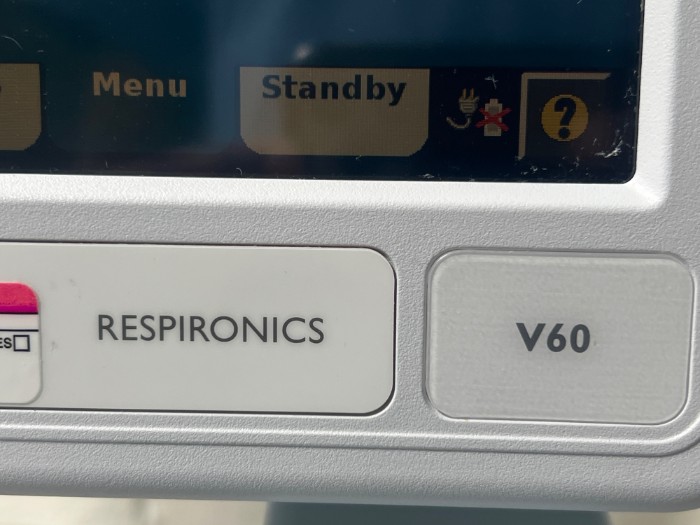 Menu
Standby
?
RESPIRONICS
V60